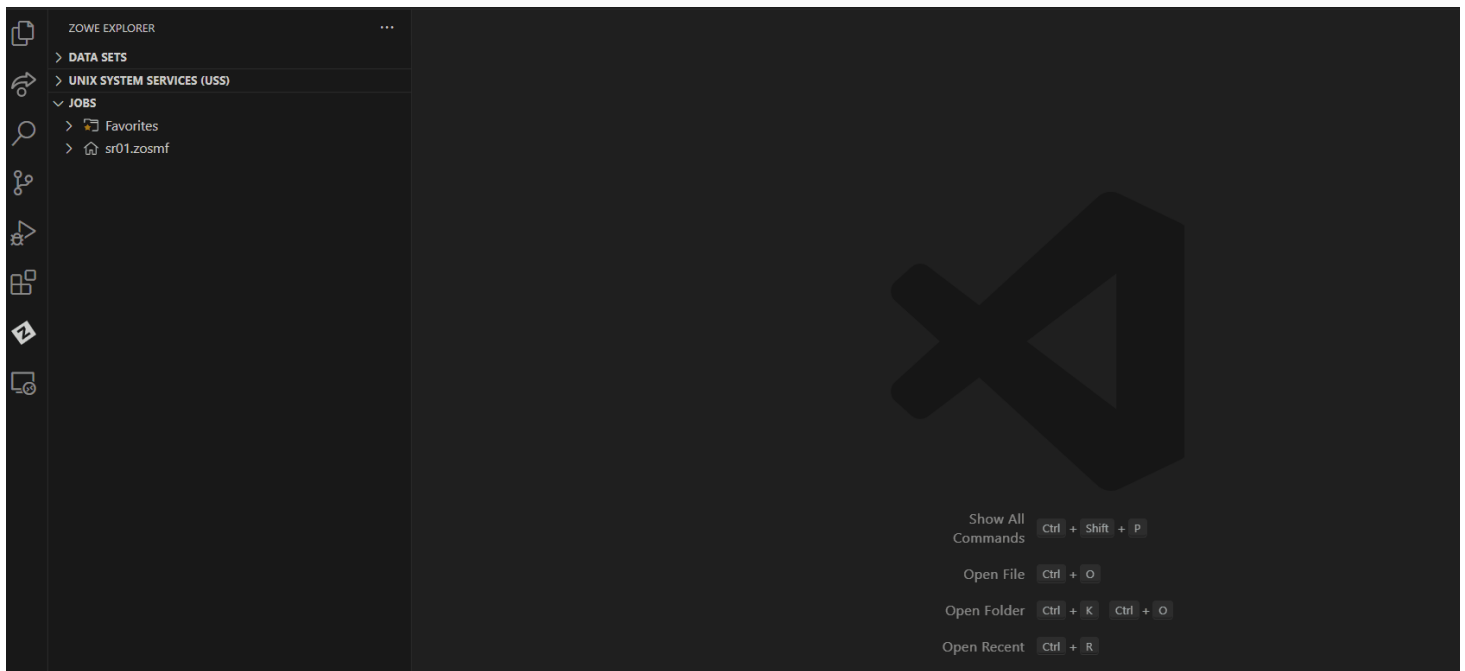 ZOWE EXPLORER
DATA SETS
UNIX SYSTEM SERVICES (USS)
JOBS
Favorites
sr01.zosmf
Show All Commands Ctrl + Shift + P
Open File Ctrl + O
Open Folder Ctrl + K Ctrl + O
Open Recent Ctrl + R